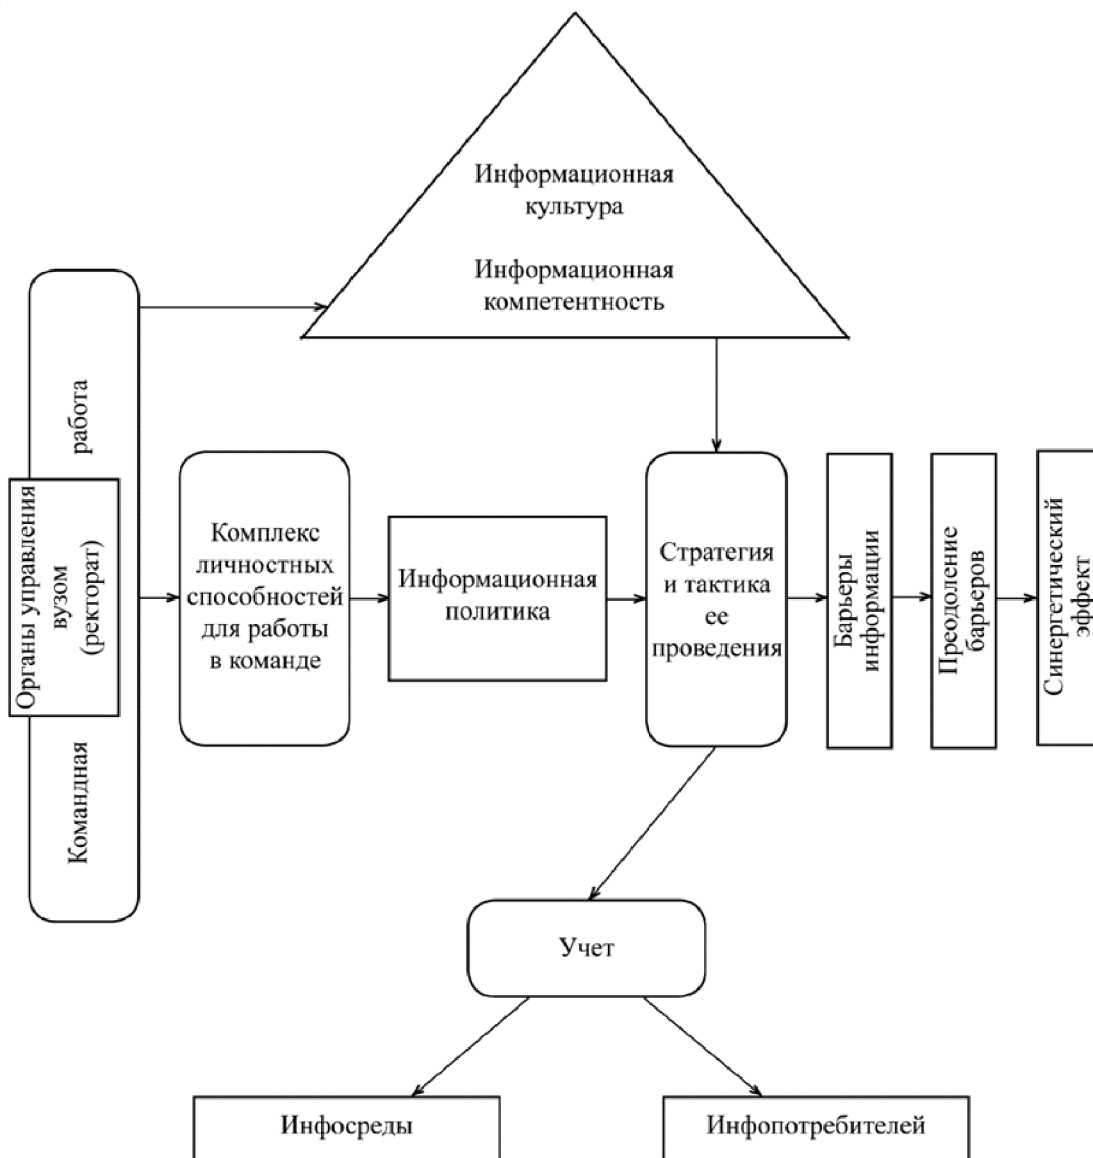 Информационная
культура
Информационная
компетентность
работа
Органы управления
вузом
(ректорат)
Командная
Комплекс
личностных
способностей
для работы
в команде
Информационная
политика
Стратегия
и тактика
ее
проведения
Барьеры
информации
Преодоление
барьеров
Синергетический
эффект
Учет
Инфосреды
Инфопотребителей